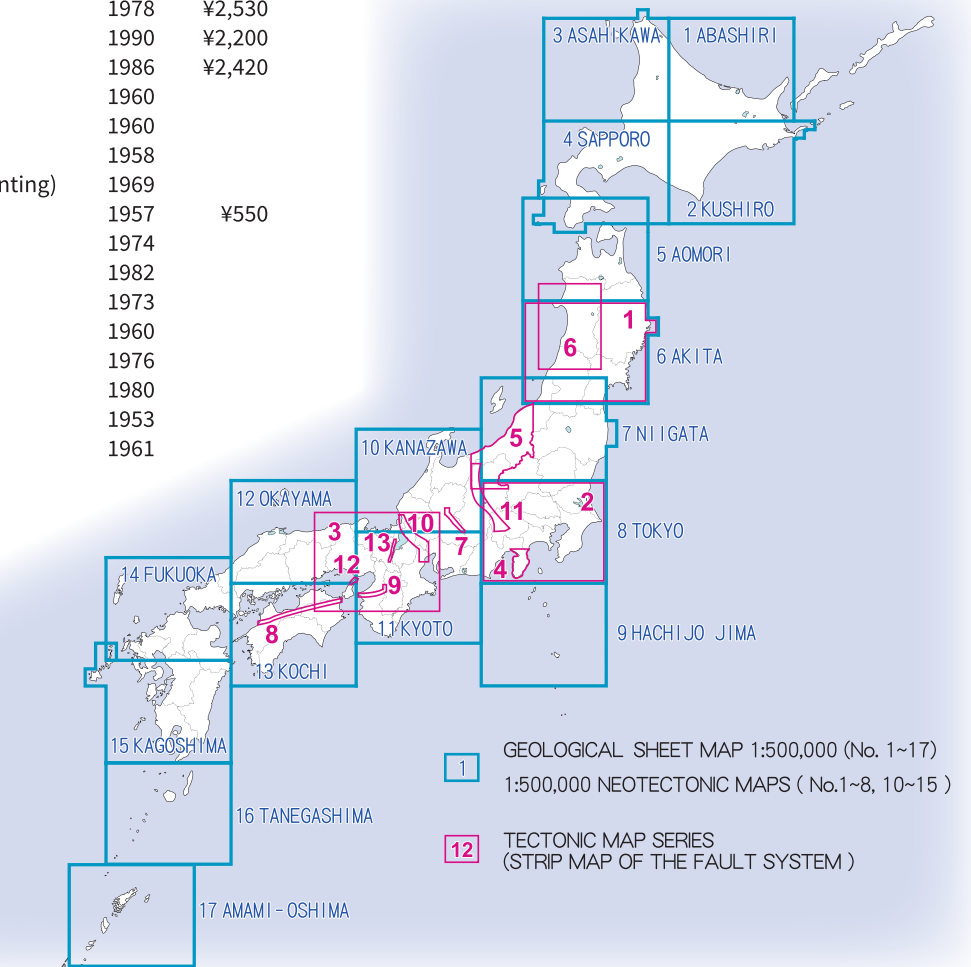 1978 ¥2,530
1990 ¥2,200
1986 ¥2,420
1960
1960
1958
nting) 1969
1957 ¥550
1974
1982
1973
1960
1976
1980
1953
1961
3 ASAHIKAWA 1 ABASHIRI
4 SAPPORO
2 KUSHIRO
5 AOMORI
1
6
6 AKITA
5
7 NIIGATA
10 KANAZAWA
12 OKAYAMA
2
11
8 TOKYO
10
3
13
7
12
4
14 FUKUOKA
9
11 KYOTO
8
9 HACHIJO JIMA
13 KOCHI
15 KAGOSHIMA
16 TANEGASHIMA
17 AMAMI-OSHIMA
1 GEOLOGICAL SHEET MAP 1:500,000 (No. 1~17)
1:500,000 NEOTECTONIC MAPS ( No.1~8, 10~15 )
12 TECTONIC MAP SERIES
(STRIP MAP OF THE FAULT SYSTEM )